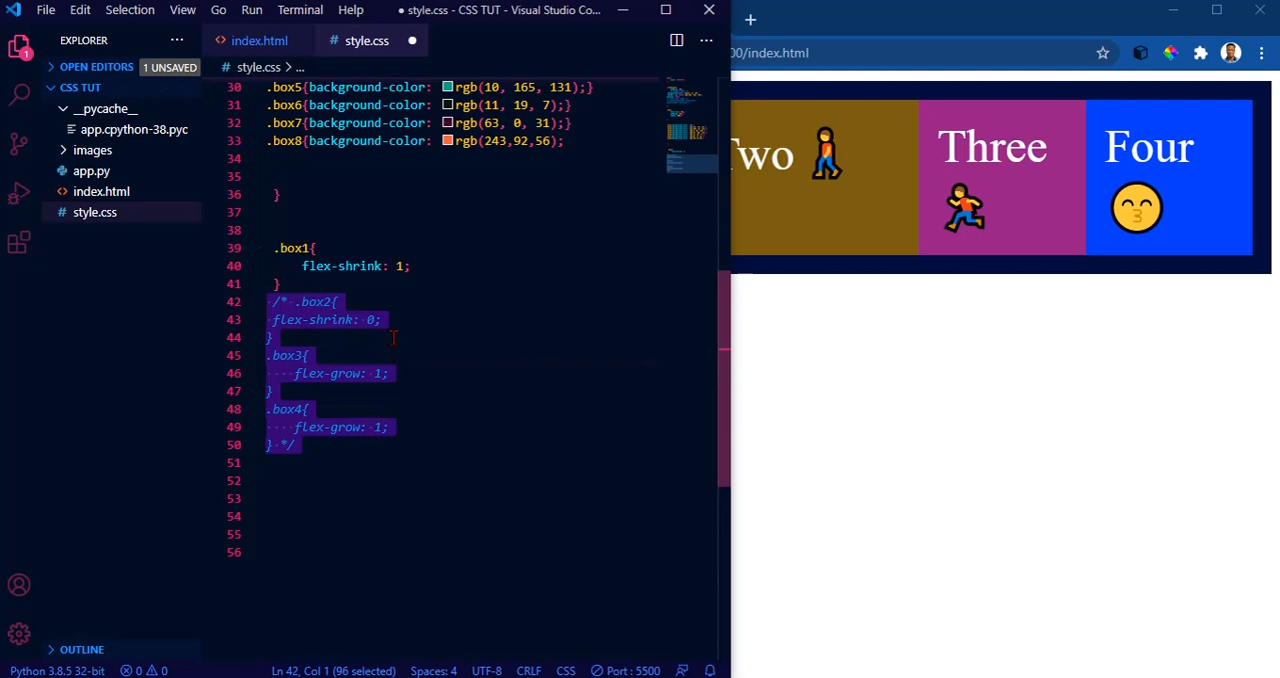 File Edit Selection View Go Run Terminal Help ● style.css - CSS TUT - Visual Studio Co...
EXPLORER ...
index.html
# style.css ●
OPEN EDITORS 1 UNSAVED
# style.css > ...
CSS TUT
__pycache__
app.cpython-38.pyc
images
app.py
index.html
# style.css
OUTLINE
1
30 .box5{background-color: rgb(10, 165, 131);}
31 .box6{background-color: rgb(11, 19, 7);}
32 .box7{background-color: rgb(63, 0, 31);}
33 .box8{background-color: rgb(243,92,56);
34
35
36 }
37
38
39 .box1{
40 flex-shrink: 1;
41 }
42 /* .box2{
43 flex-shrink: 0;
44 }
45 .box3{
46 flex-grow: 1;
47 }
48 .box4{
49 flex-grow: 1;
50 } */
51
52
53
54
55
56
Python 3.8.5 32-bit 0 0 Ln 42, Col 1 (96 selected) Spaces: 4 UTF-8 CRLF CSS Port : 5500
00/index.html
Two
Three
Four